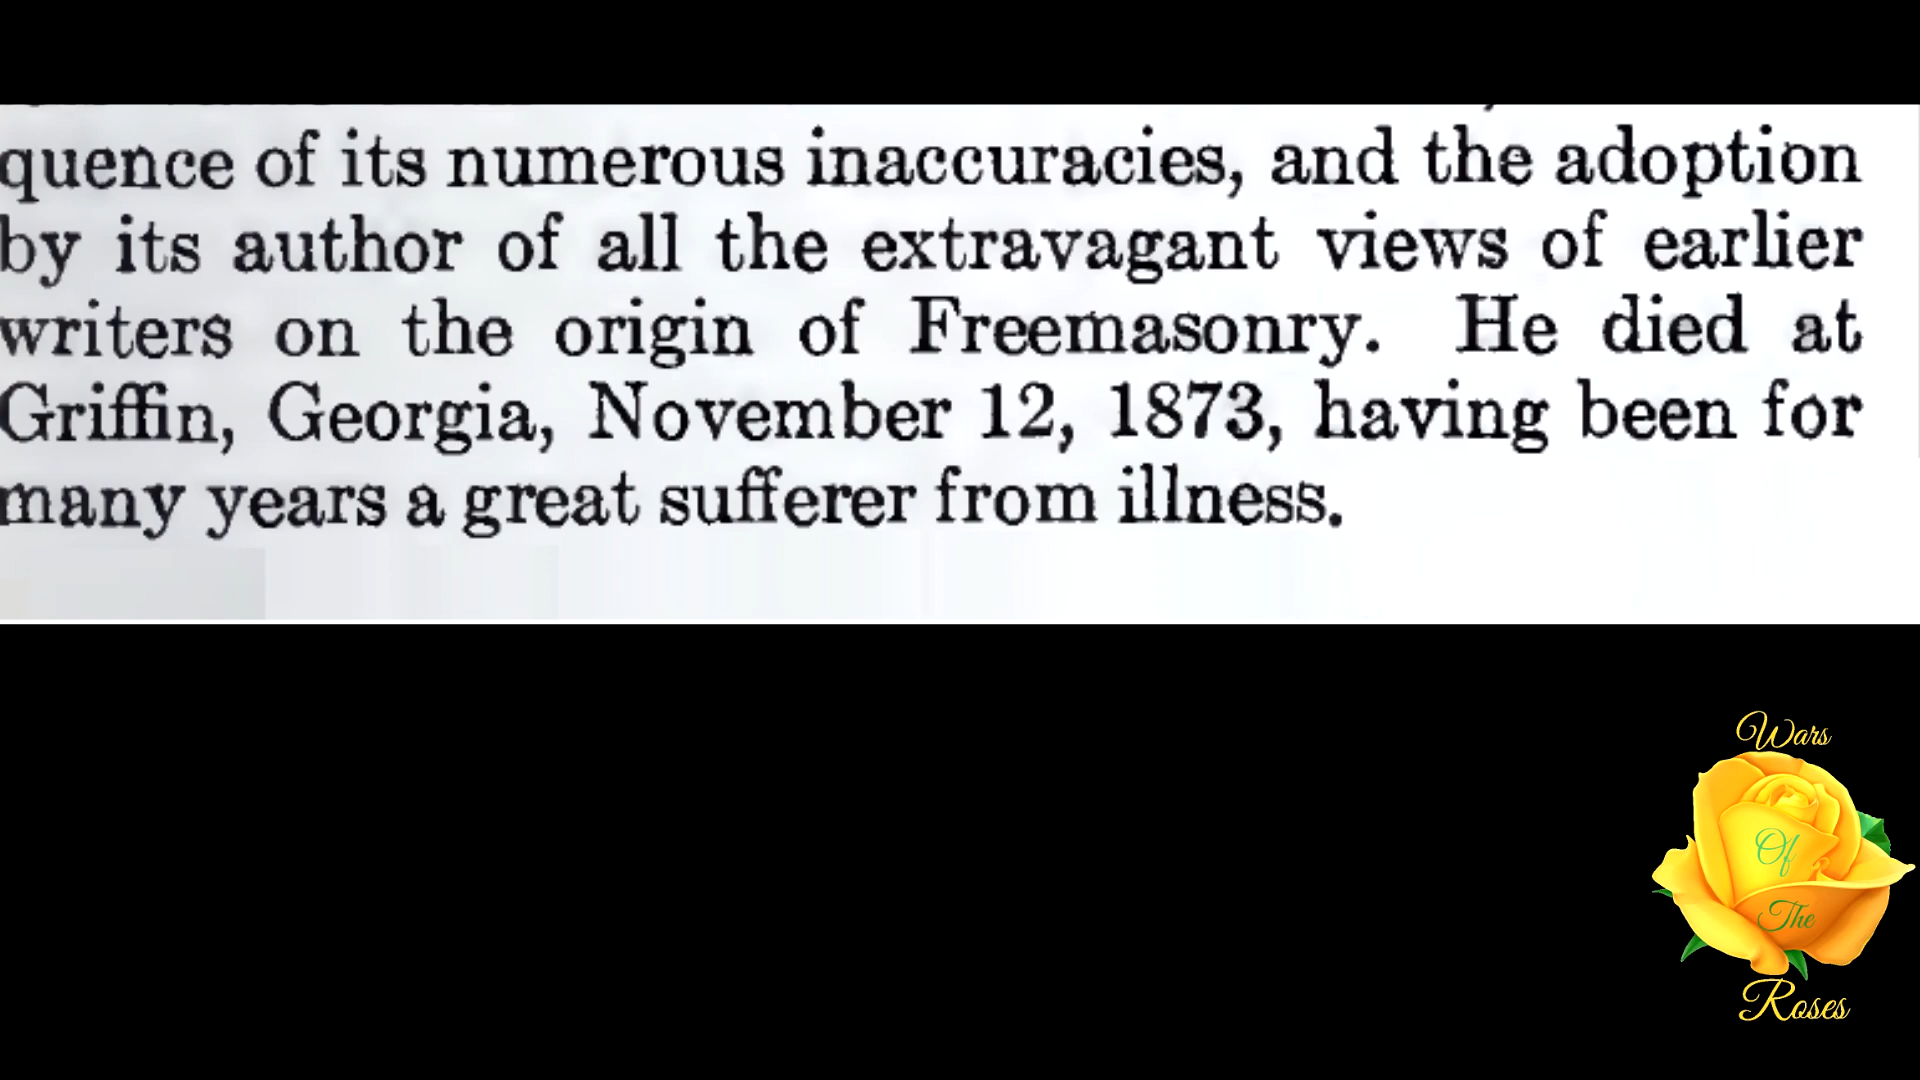 quence of its numerous inaccuracies, and the adoption
by its author of all the extravagant views of earlier
writers on the origin of Freemasonry. He died at
Griffin, Georgia, November 12, 1873, having been for
many years a great sufferer from illness.
Wars
Of
The
Roses